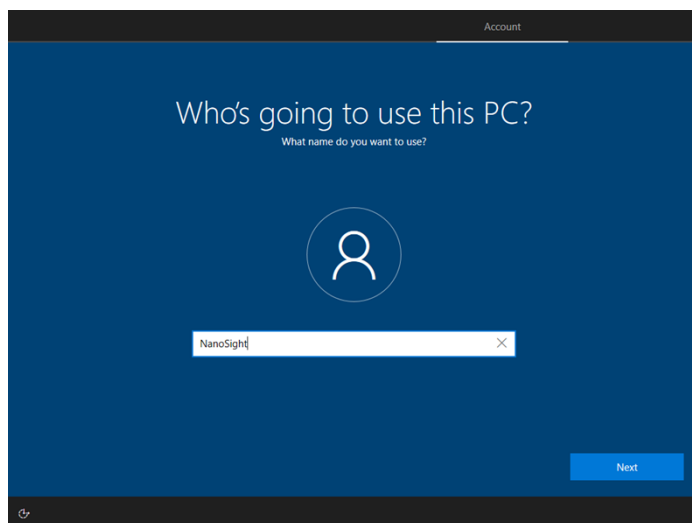 Account
Who's going to use this PC?
What name do you want to use?
NanoSight
Next